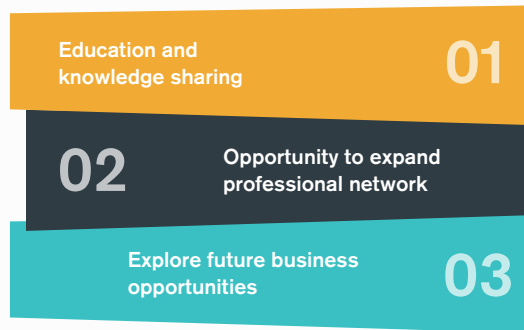 Education and
knowledge sharing
01
02
Opportunity to expand
professional network
Explore future business
opportunities
03